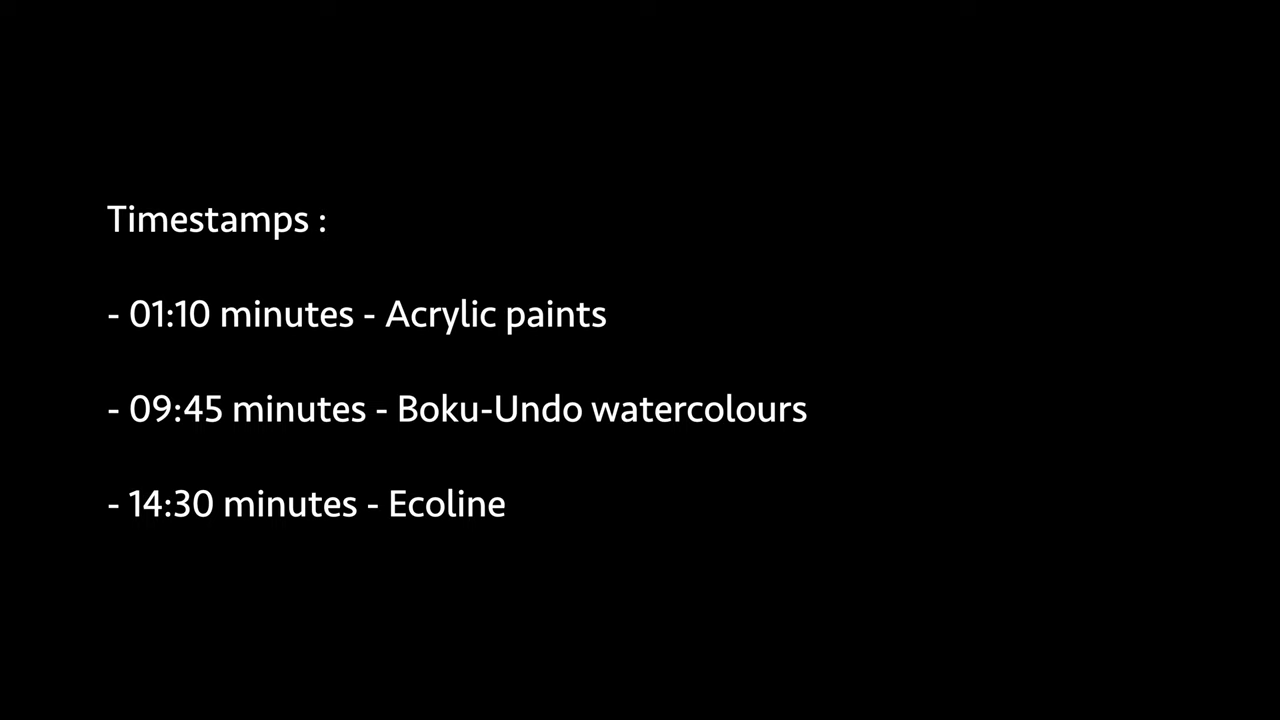 Timestamps :
- 01:10 minutes - Acrylic paints
- 09:45 minutes - Boku-Undo watercolours
- 14:30 minutes - Ecoline